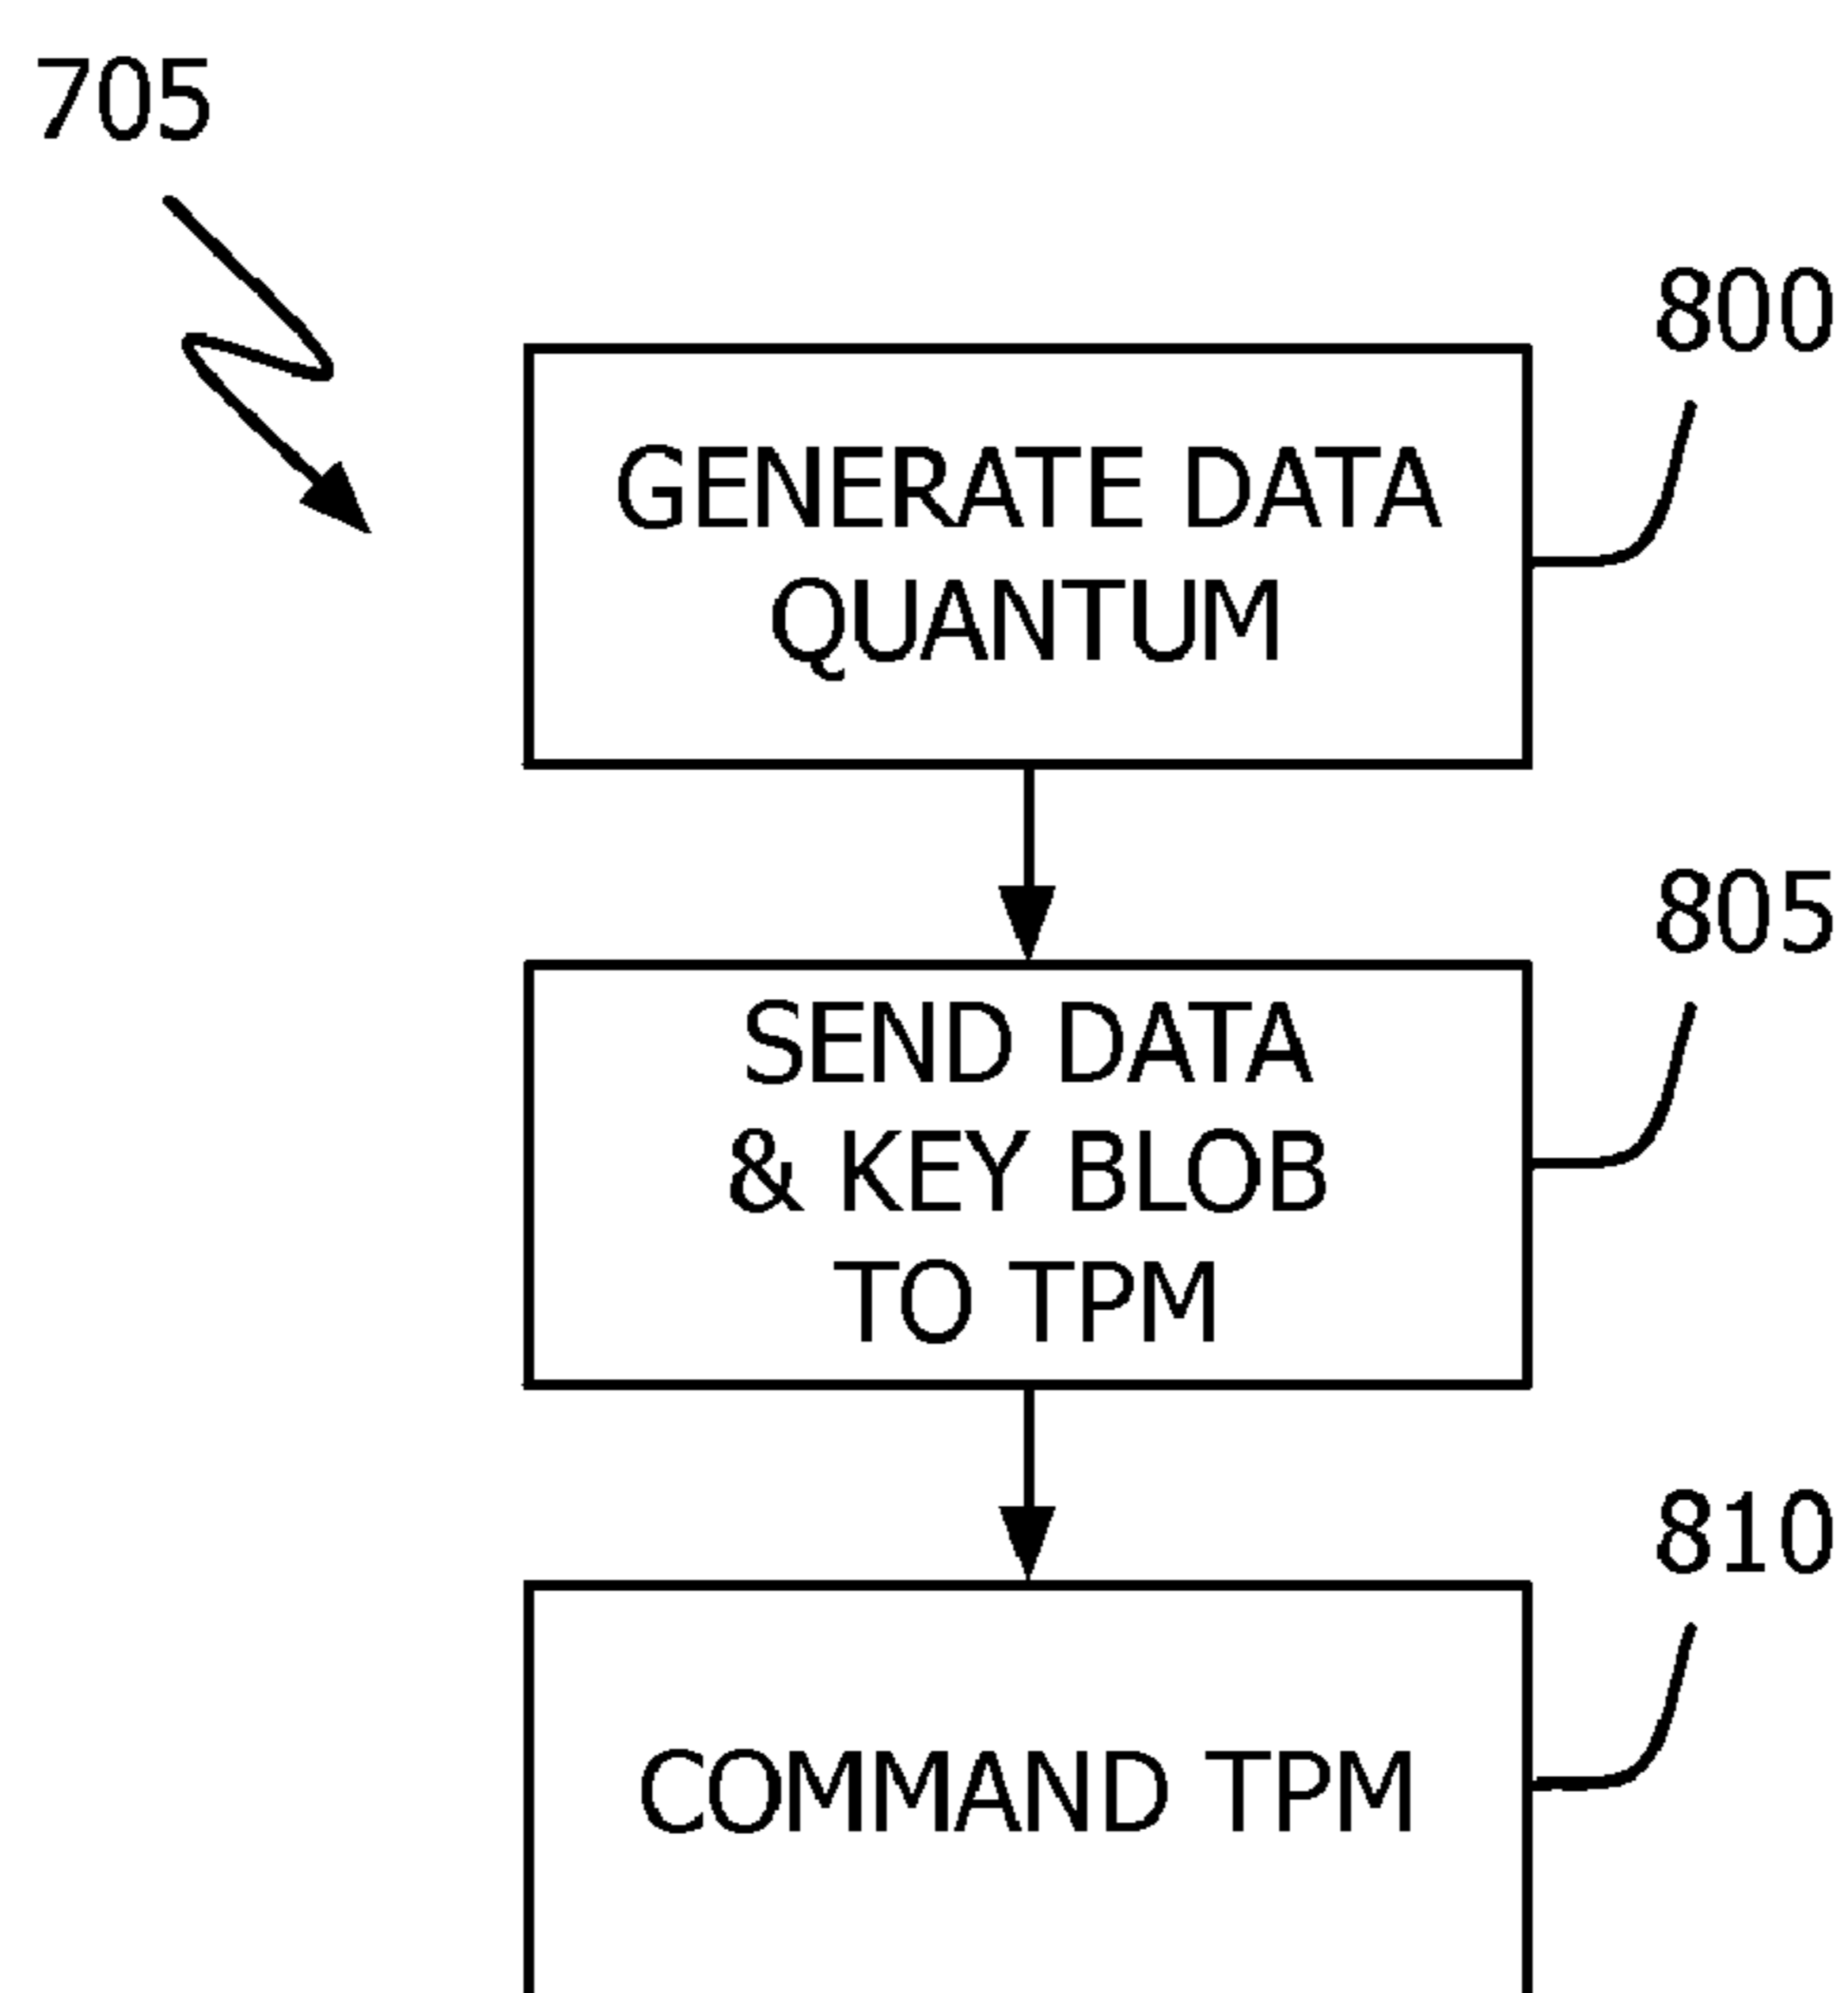 705
800
GENERATE DATA
QUANTUM
805
SEND DATA
& KEY BLOB
TO TPM
810
COMMAND TPM